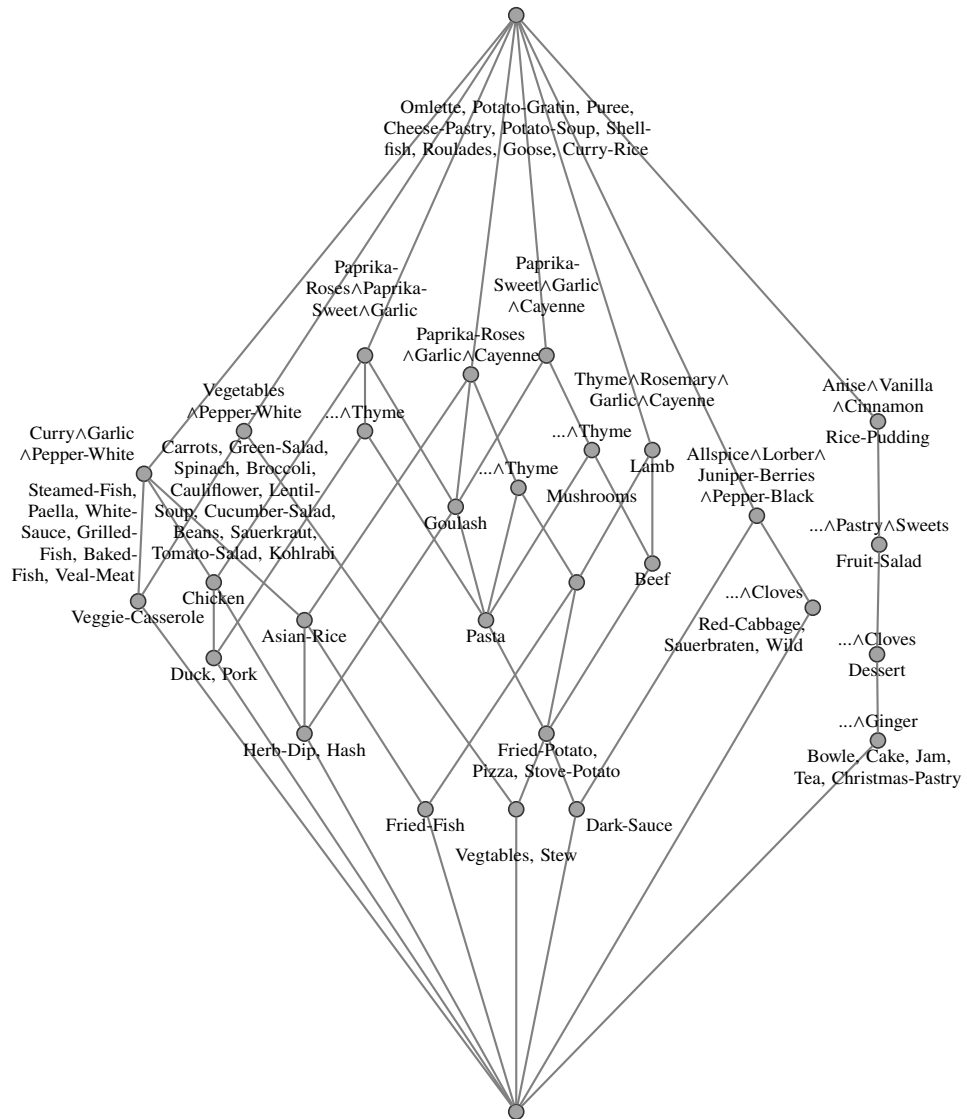 Omlette, Potato-Gratin, Puree,
Cheese-Pastry, Potato-Soup, Shell-
fish, Roulades, Goose, Curry-Rice
Paprika-
Roses∧Paprika-
Sweet∧Garlic
Paprika-
Sweet∧Garlic
∧Cayenne
Paprika-Roses
∧Garlic∧Cayenne
Thyme∧Rosemary∧
Garlic∧Cayenne
Anise∧Vanilla
∧Cinnamon
Rice-Pudding
Vegetables
∧Pepper-White
...∧Thyme
Curry∧Garlic
∧Pepper-White
Carrots, Green-Salad,
Spinach, Broccoli,
Cauliflower, Lentil-
Soup, Cucumber-Salad,
Beans, Sauerkraut,
Tomato-Salad, Kohlrabi
...∧Thyme
...∧Thyme
Lamb
Mushrooms
Allspice∧Lorber∧
Juniper-Berries
∧Pepper-Black
Steamed-Fish,
Paella, White-
Sauce, Grilled-
Fish, Baked-
Fish, Veal-Meat
Goulash
...∧Pastry∧Sweets
Fruit-Salad
Beef
Veggie-Casserole
Chicken
Asian-Rice
Pasta
...∧Cloves
Red-Cabbage,
Sauerbraten, Wild
...∧Cloves
Dessert
Duck, Pork
...∧Ginger
Bowle, Cake, Jam,
Tea, Christmas-Pastry
Herb-Dip, Hash
Fried-Potato,
Pizza, Stove-Potato
Fried-Fish
Dark-Sauce
Vegtables, Stew